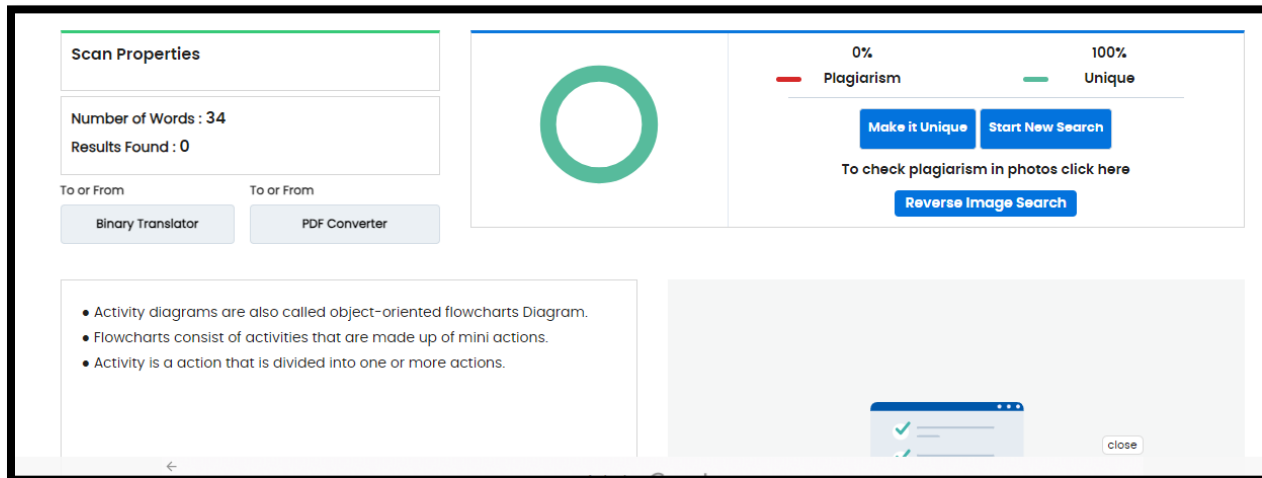 Scan Properties
Number of Words : 34
Results Found : 0
To or From
To or From
Binary Translator
PDF Converter
0%
100%
Plagiarism
Unique
Make it Unique
Start New Search
To check plagiarism in photos click here
Reverse Image Search
● Activity diagrams are also called object-oriented flowcharts Diagram.
● Flowcharts consist of activities that are made up of mini actions.
● Activity is a action that is divided into one or more actions.
close